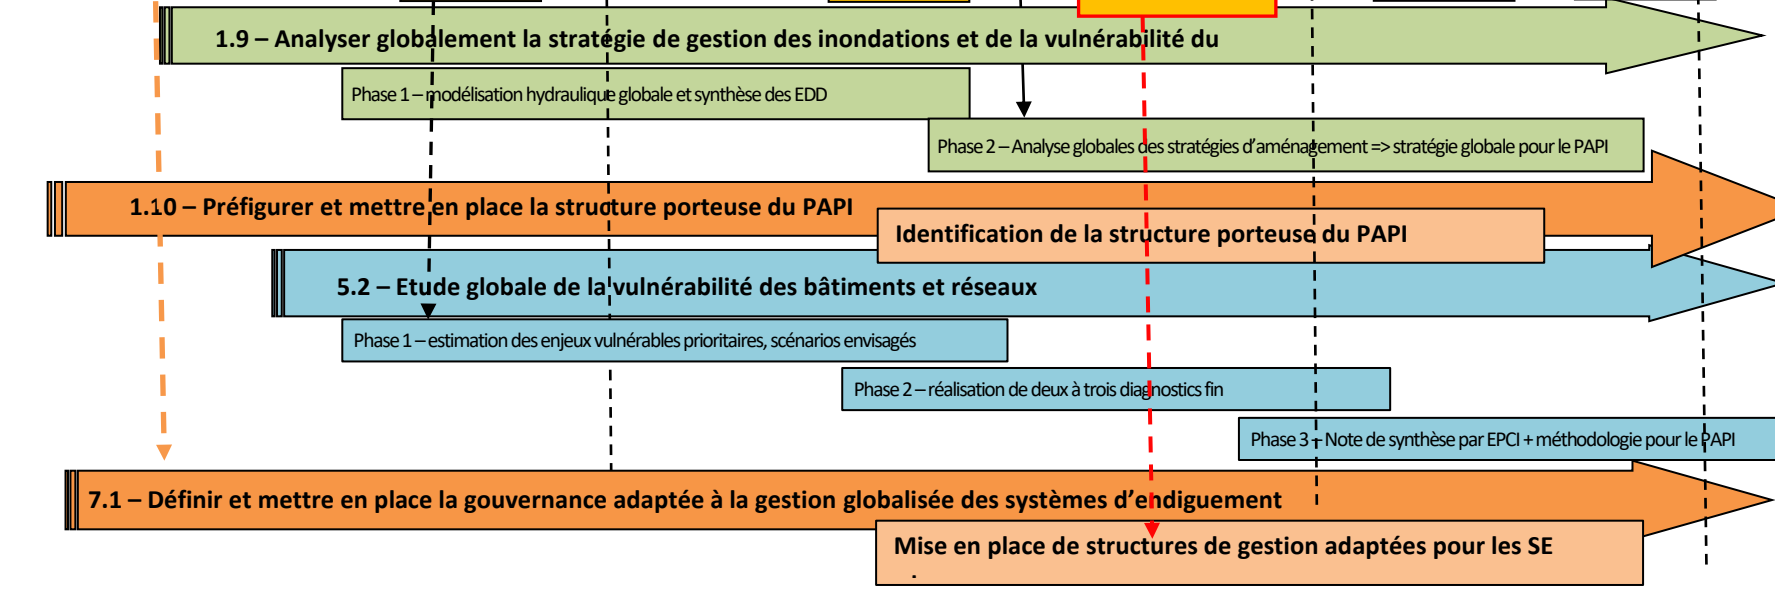 1.9 – Analyser globalement la stratégie de gestion des inondations et de la vulnérabilité du
Phase 1 – modélisation hydraulique globale et synthèse des EDD
Phase 2 – Analyse globales des stratégies d’aménagement => stratégie globale pour le PAPI
1.10 – Préfigurer et mettre en place la structure porteuse du PAPI
Identification de la structure porteuse du PAPI
5.2 – Etude globale de la vulnérabilité des bâtiments et réseaux
Phase 1 – estimation des enjeux vulnérables prioritaires, scénarios envisagés
Phase 2 – réalisation de deux à trois diagnostics fin
Phase 3 – Note de synthèse par EPCI + méthodologie pour le PAPI
7.1 – Définir et mettre en place la gouvernance adaptée à la gestion globalisée des systèmes d’endiguement
Mise en place de structures de gestion adaptées pour les SE